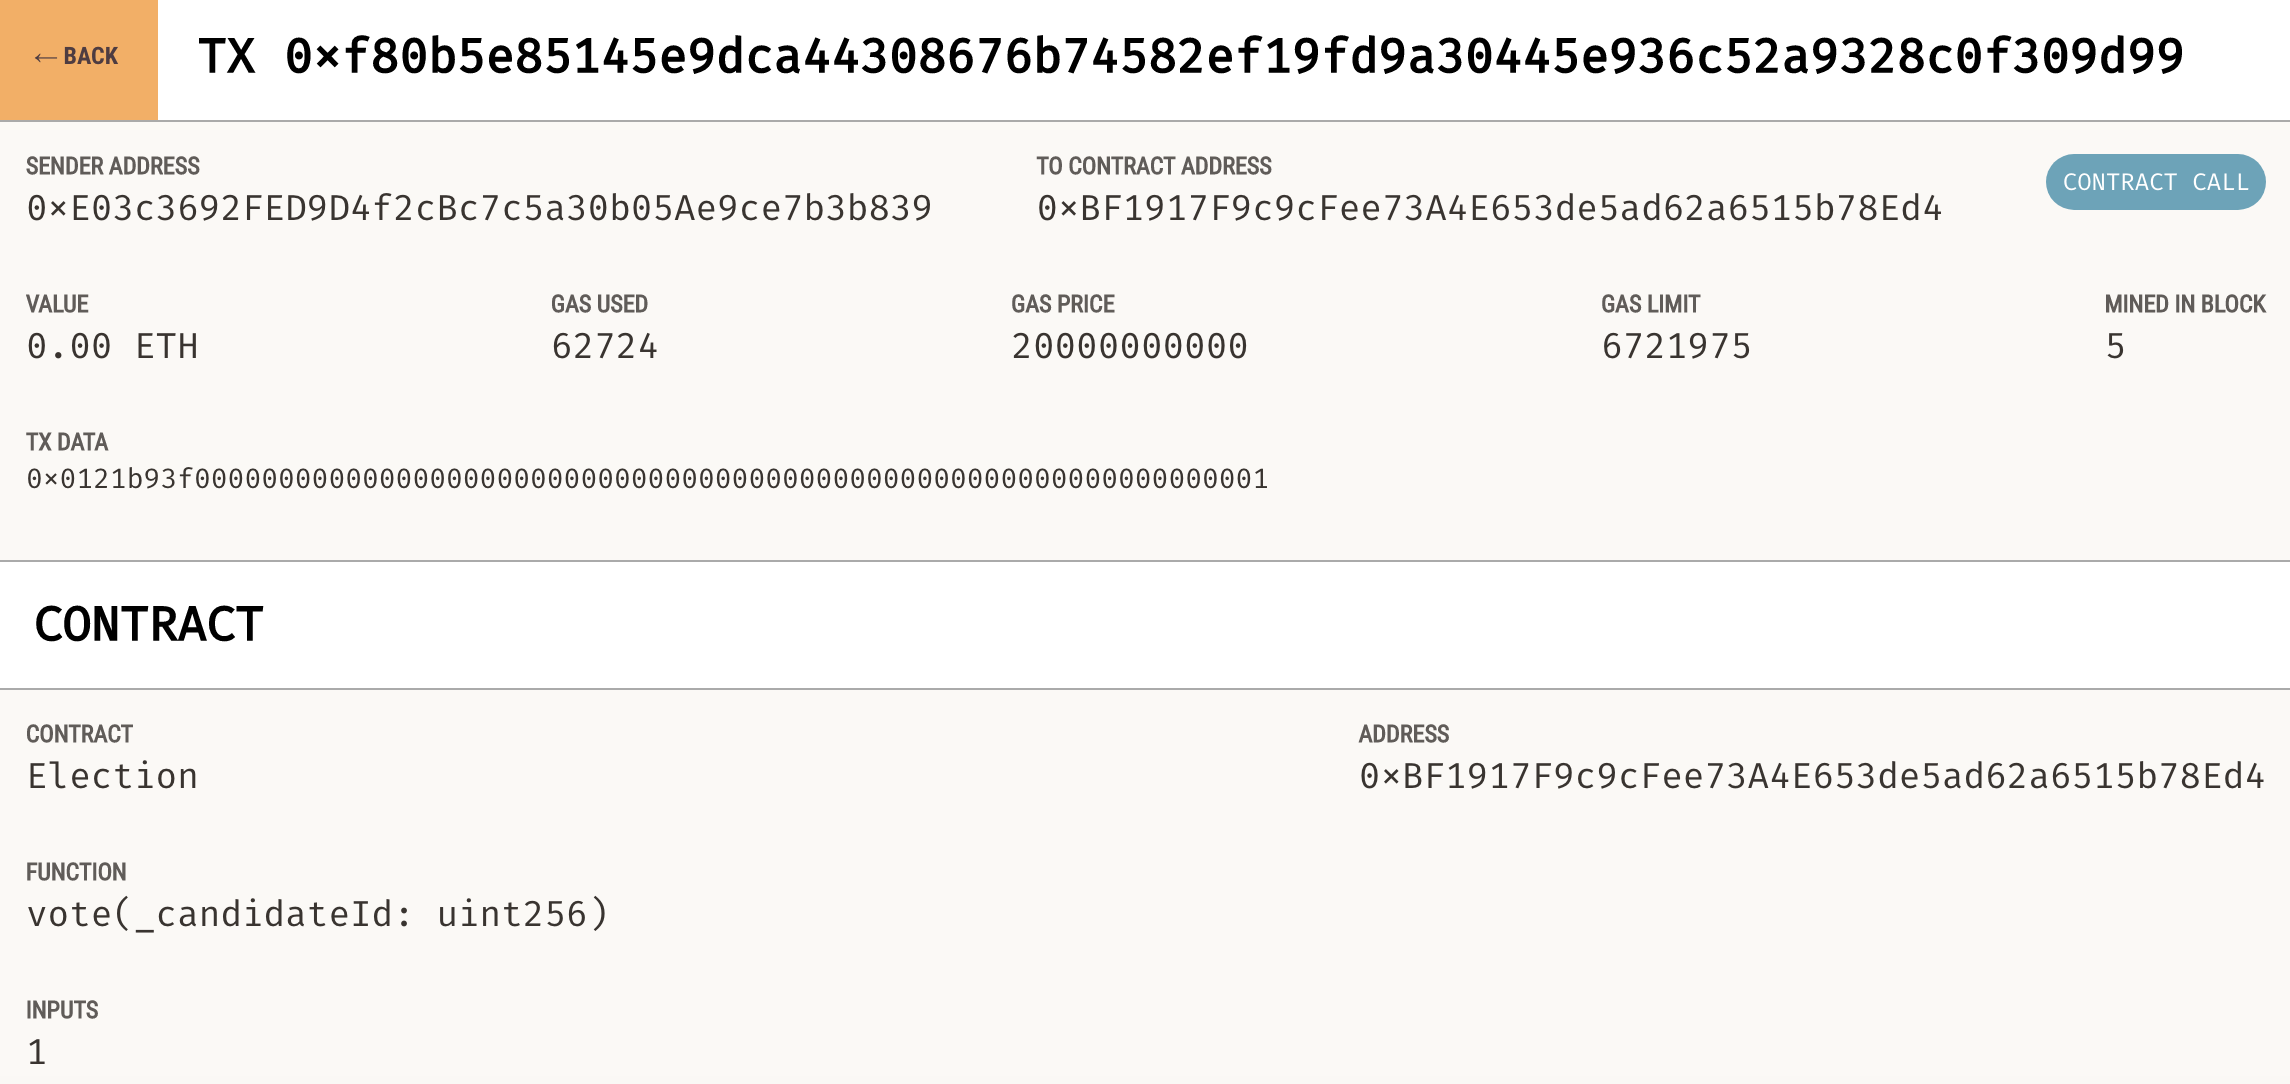 ← BACK
TX 0×f80b5e85145e9dca44308676b74582ef19fd9a30445e936c52a9328c0f309d99
SENDER ADDRESS
0×E03c3692FED9D4f2cBc7c5a30b05Ae9ce7b3b839
TO CONTRACT ADDRESS
0×BF1917F9c9cFee73A4E653de5ad62a6515b78Ed4
CONTRACT CALL
VALUE
0.00 ETH
GAS USED
62724
GAS PRICE
20000000000
GAS LIMIT
6721975
MINED IN BLOCK
5
TX DATA
0×0121b93f0000000000000000000000000000000000000000000000000000000000000001
CONTRACT
CONTRACT
Election
ADDRESS
0×BF1917F9c9cFee73A4E653de5ad62a6515b78Ed4
FUNCTION
vote(_candidateId: uint256)
INPUTS
1